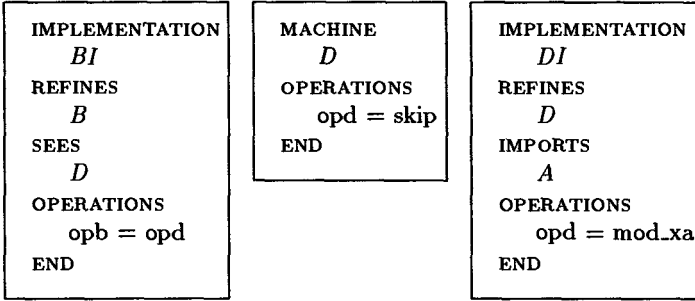 IMPLEMENTATION
BI
REFINES
B
SEES
D
OPERATIONS
opb = opd
END
MACHINE
D
OPERATIONS
opd = skip
END
IMPLEMENTATION
DI
REFINES
D
IMPORTS
A
OPERATIONS
opd = mod_xa
END